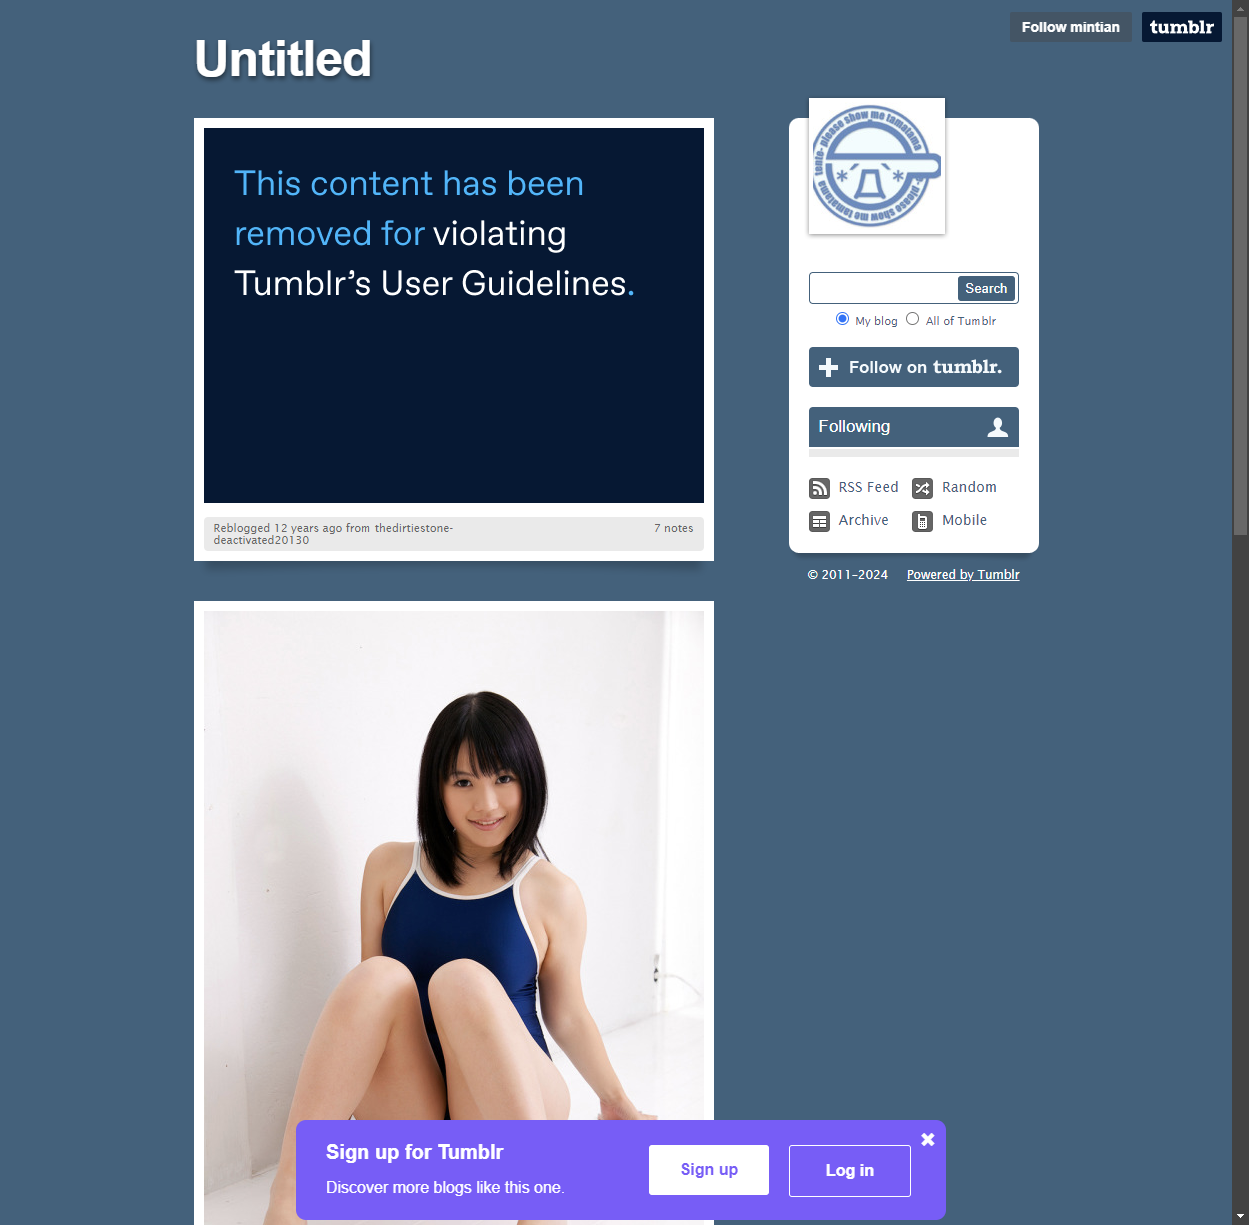 Follow mintian
tumblr
Untitled
This content has been
removed for violating
Tumblr’s User Guidelines.
Reblogged 12 years ago from thedirtiestone-
deactivated20130
7 notes
tento- please show me tamatama
please show me tamatama
Search
My blog
All of Tumblr
Follow on tumblr.
Following
RSS Feed
Random
Archive
Mobile
© 2011–2024
Powered by Tumblr
Sign up for Tumblr
Discover more blogs like this one.
Sign up
Log in